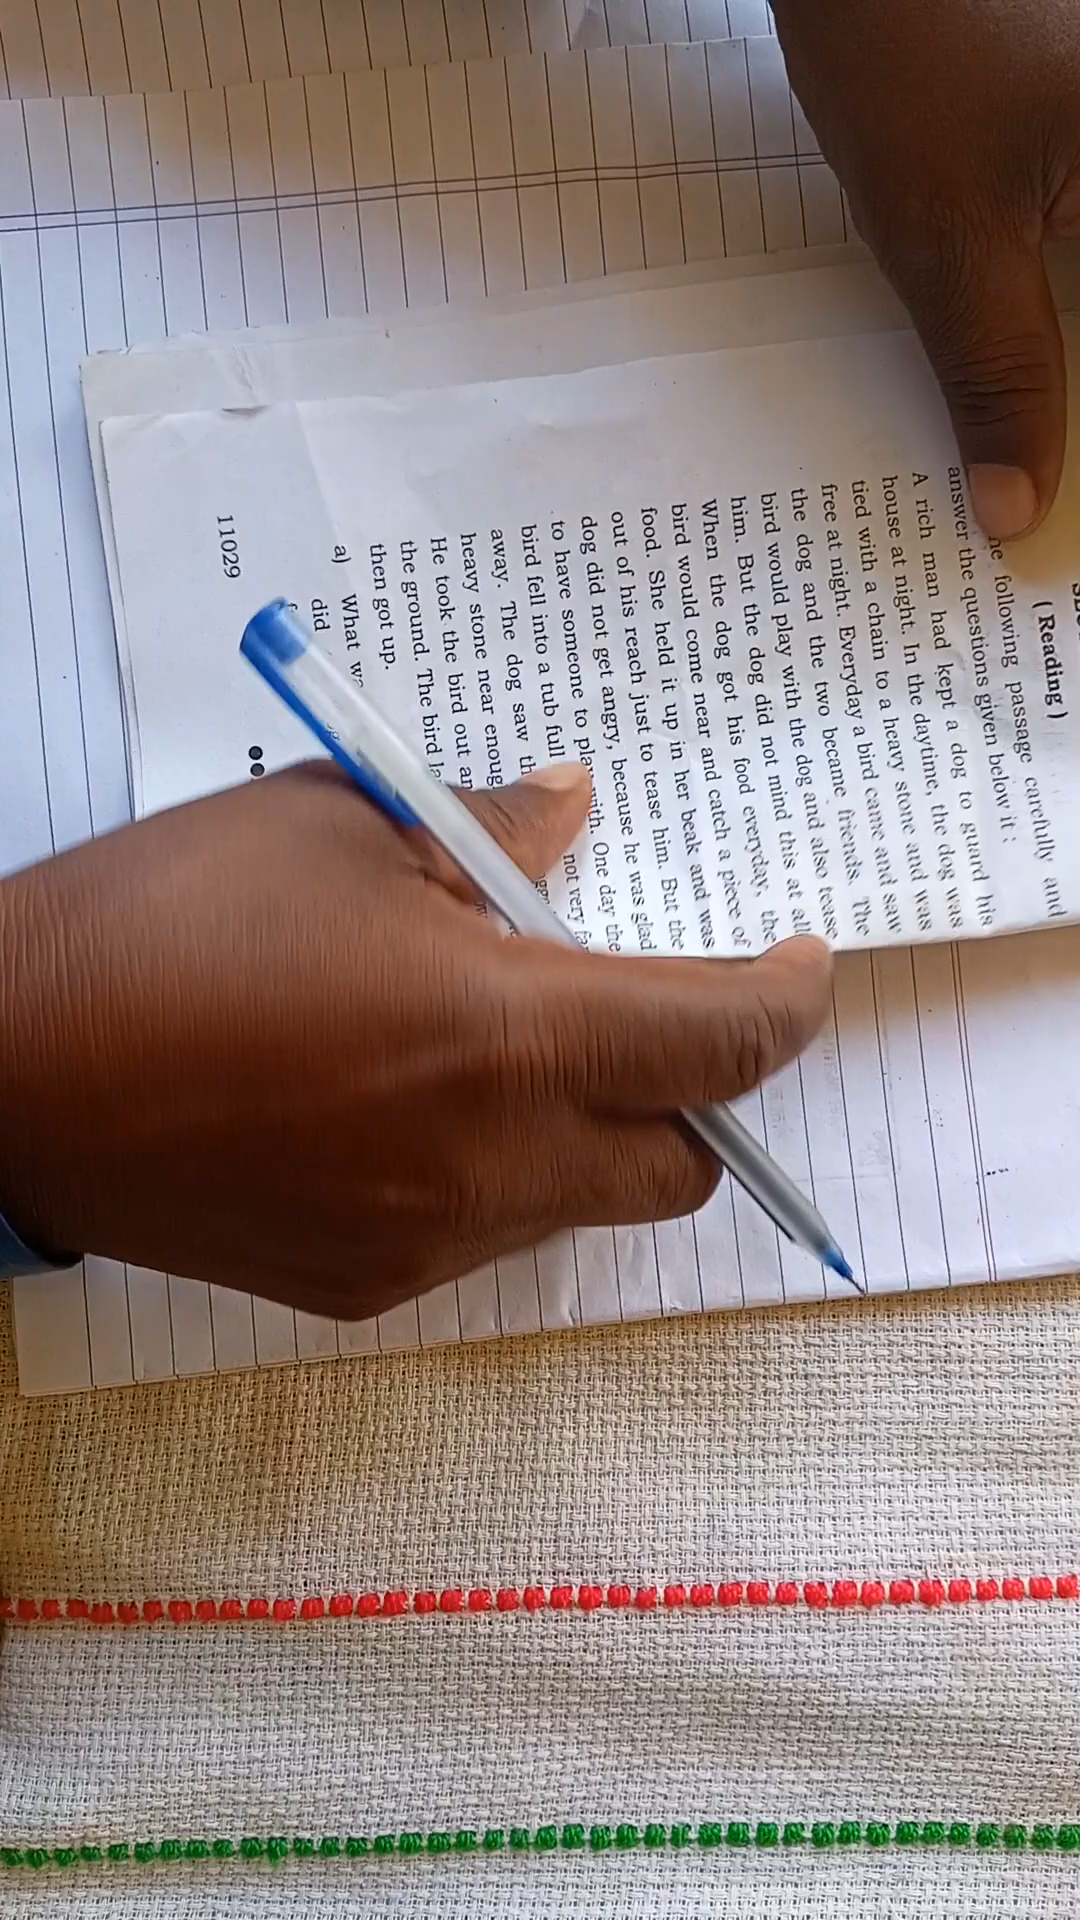 ( Reading )
following passage carefully and
answer the questions given below it :
A rich man had kept a dog to guard his
house at night. In the daytime, the dog was
tied with a chain to a heavy stone and was
free at night. Everyday a bird came and saw
the dog and the two became friends. The
bird would play with the dog and also tease
him. But the dog did not mind this at all.
When the dog got his food everyday, the
bird would come near and catch a piece of
food. She held it up in her beak and was
out of his reach just to tease him. But the
dog did not get angry, because he was glad
to have someone to play with. One day the
bird fell into a tub full not very
away. The dog saw
heavy stone near
He took the bird out
the ground. The bird
then got up.
a) What
did
11029